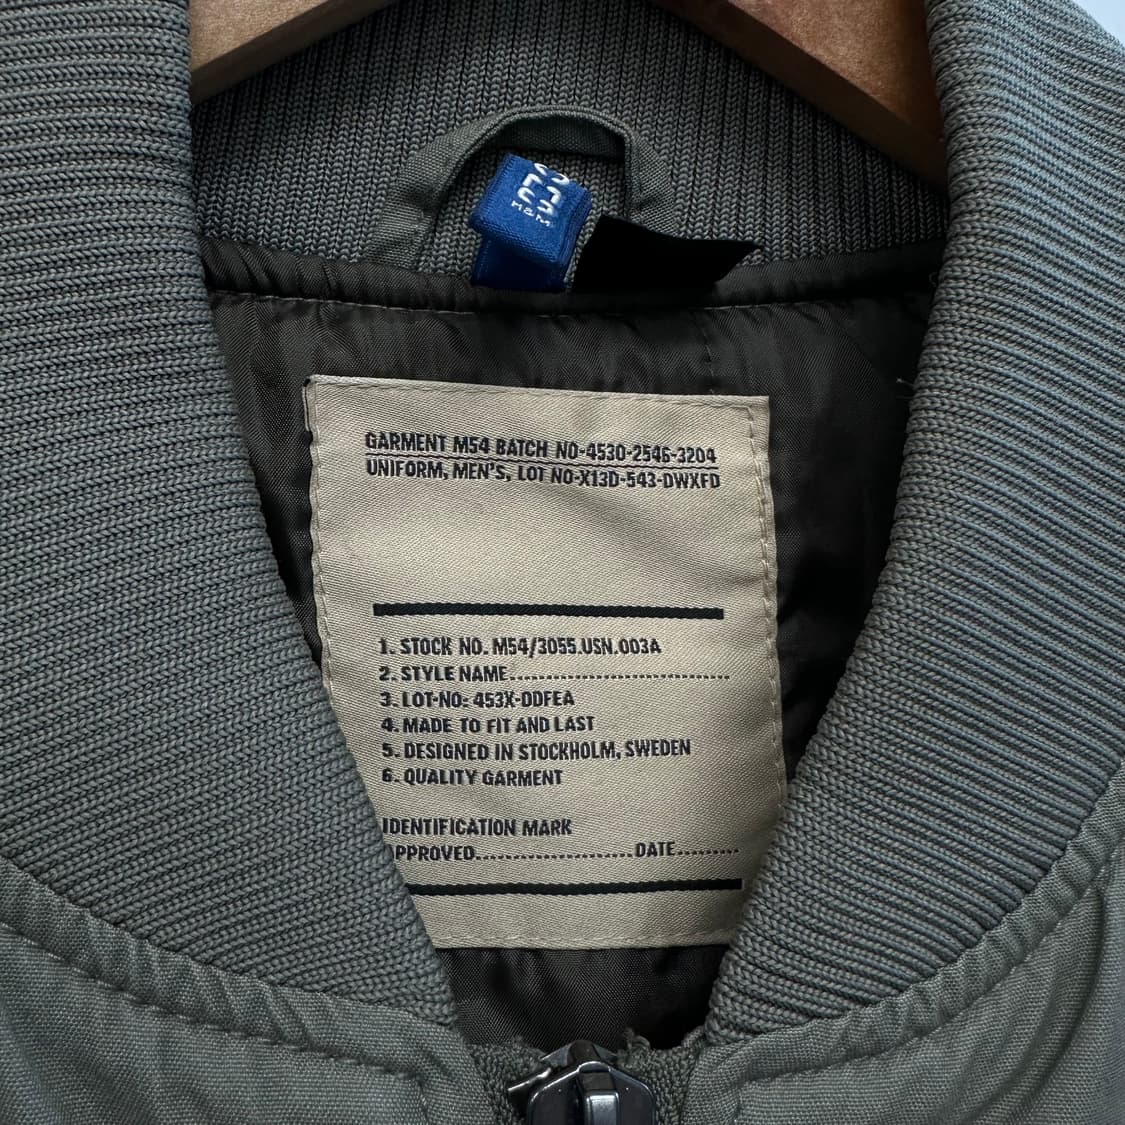 H&M
GARMENT M54 BATCH NO-4530-2546-3204
UNIFORM, MEN'S, LOT NO-X13D-543-DWXFD
1. STOCK NO. M54/3055.USN.003A
2. STYLE NAME..............................
3. LOT-NO: 453X-DDFEA
4. MADE TO FIT AND LAST
5. DESIGNED IN STOCKHOLM, SWEDEN
6. QUALITY GARMENT
IDENTIFICATION MARK
PPROVED......................DATE.........